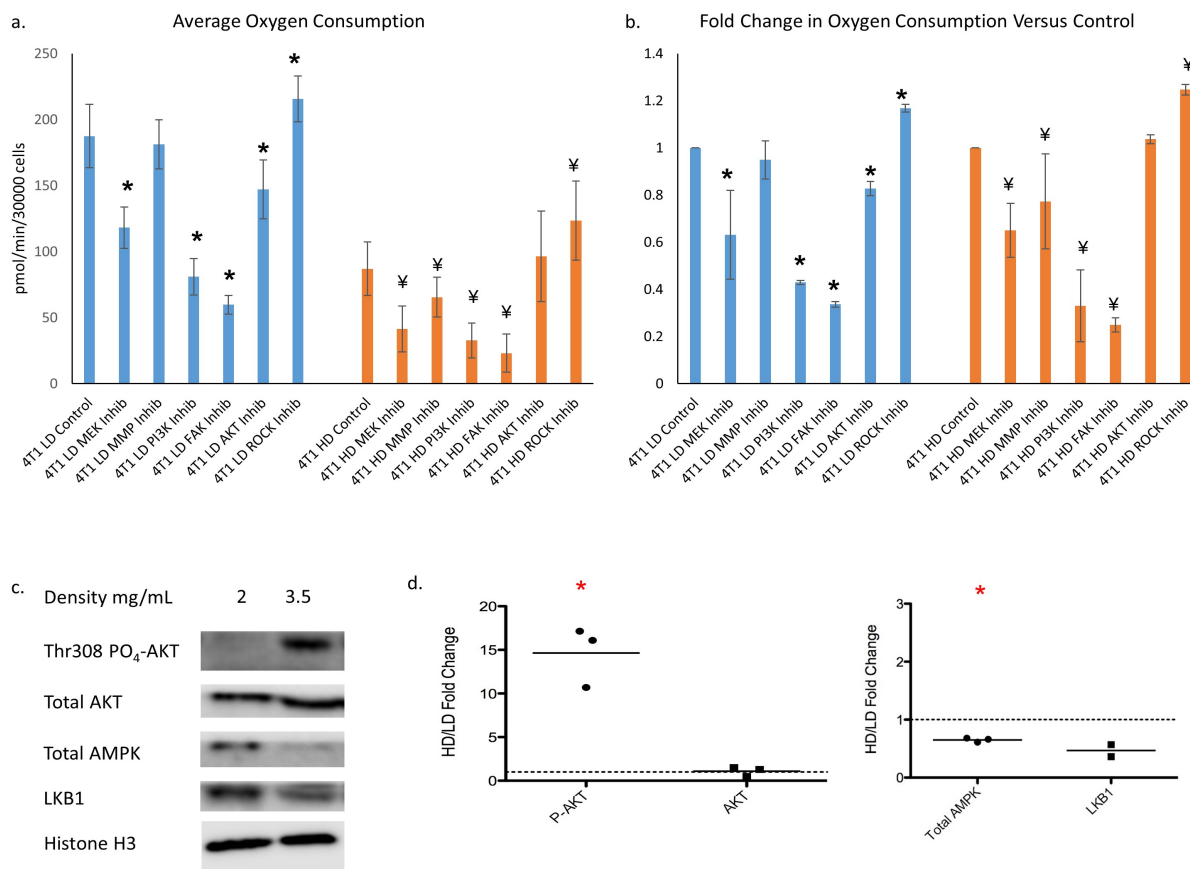 a.
Average Oxygen Consumption
pmol/min/30000 cells
250
200
150
100
50
0
*
*
*
*
*
¥
¥
¥
¥
¥
4T1 LD Control
4T1 LD MEK Inhib
4T1 LD MMP Inhib
4T1 LD PI3K Inhib
4T1 LD FAK Inhib
4T1 LD AKT Inhib
4T1 LD ROCK Inhib
4T1 HD Control
4T1 HD MEK Inhib
4T1 HD MMP Inhib
4T1 HD PI3K Inhib
4T1 HD FAK Inhib
4T1 HD AKT Inhib
4T1 HD ROCK Inhib
b.
Fold Change in Oxygen Consumption Versus Control
1.4
1.2
1
0.8
0.6
0.4
0.2
0
*
*
*
*
*
¥
¥
¥
¥
¥
4T1 LD Control
4T1 LD MEK Inhib
4T1 LD MMP Inhib
4T1 LD PI3K Inhib
4T1 LD FAK Inhib
4T1 LD AKT Inhib
4T1 LD ROCK Inhib
4T1 HD Control
4T1 HD MEK Inhib
4T1 HD MMP Inhib
4T1 HD PI3K Inhib
4T1 HD FAK Inhib
4T1 HD AKT Inhib
4T1 HD ROCK Inhib
c.
Density mg/mL 2 3.5
Thr308 PO₄-AKT
Total AKT
Total AMPK
LKB1
Histone H3
d.
*
HD/LD Fold Change
20
15
10
5
0
P-AKT
AKT
*
HD/LD Fold Change
3
2
1
0
Total AMPK
LKB1